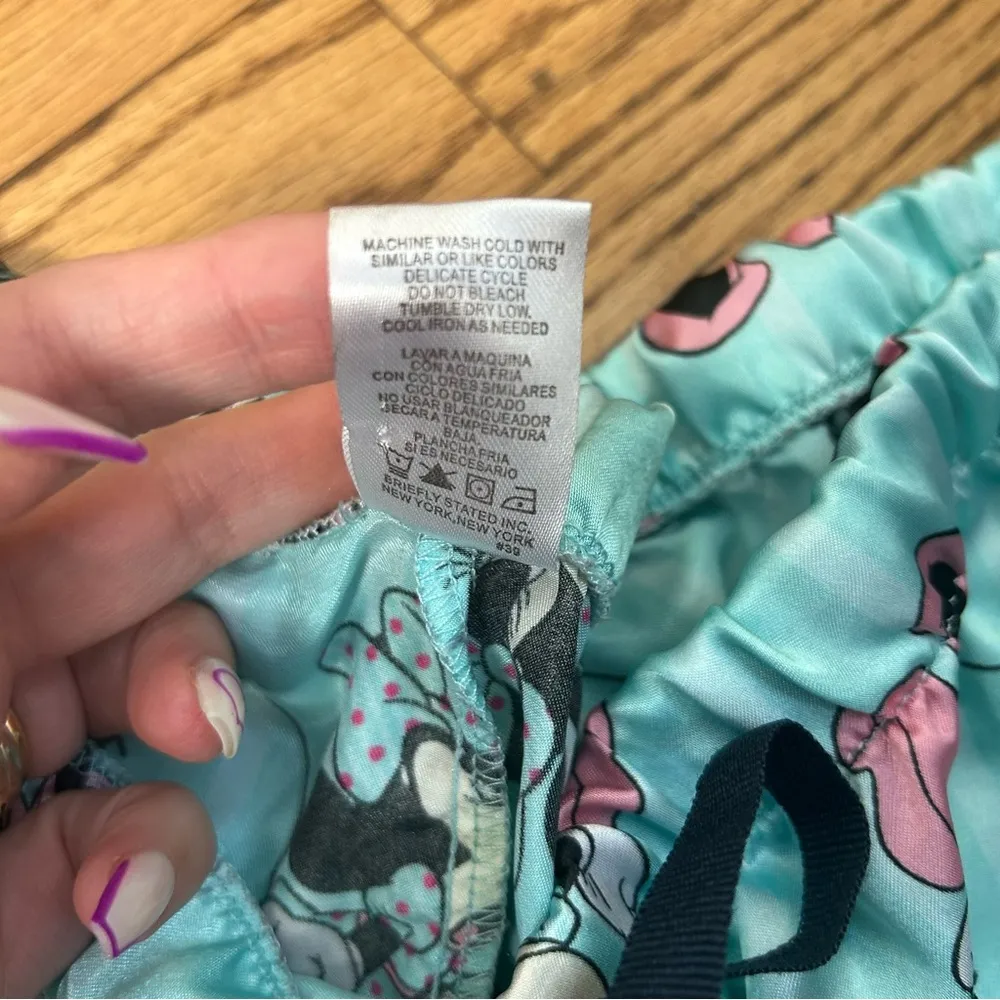 MACHINE WASH COLD WITH
SIMILAR OR LIKE COLORS
DELICATE CYCLE
DO NOT BLEACH
TUMBLE DRY LOW.
COOL IRON AS NEEDED
LAVAR A MAQUINA
CON AGUA FRIA
CON COLORES SIMILARES
CICLO DELICADO
NO USAR BLANQUEADOR
SECAR A TEMPERATURA
BAJA.
PLANCHA FRIA
SI ES NECESARIO
BRIEFLY STATED INC.
NEW YORK, NEW YORK
#39